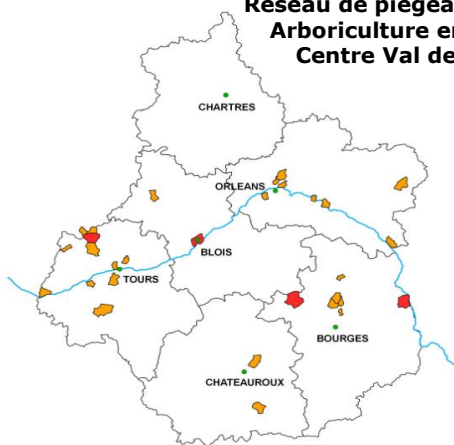 Réseau de piégea
Arboriculture en
Centre Val de
CHARTRES
ORLEANS
BLOIS
TOURS
BOURGES
CHATEAUROUX